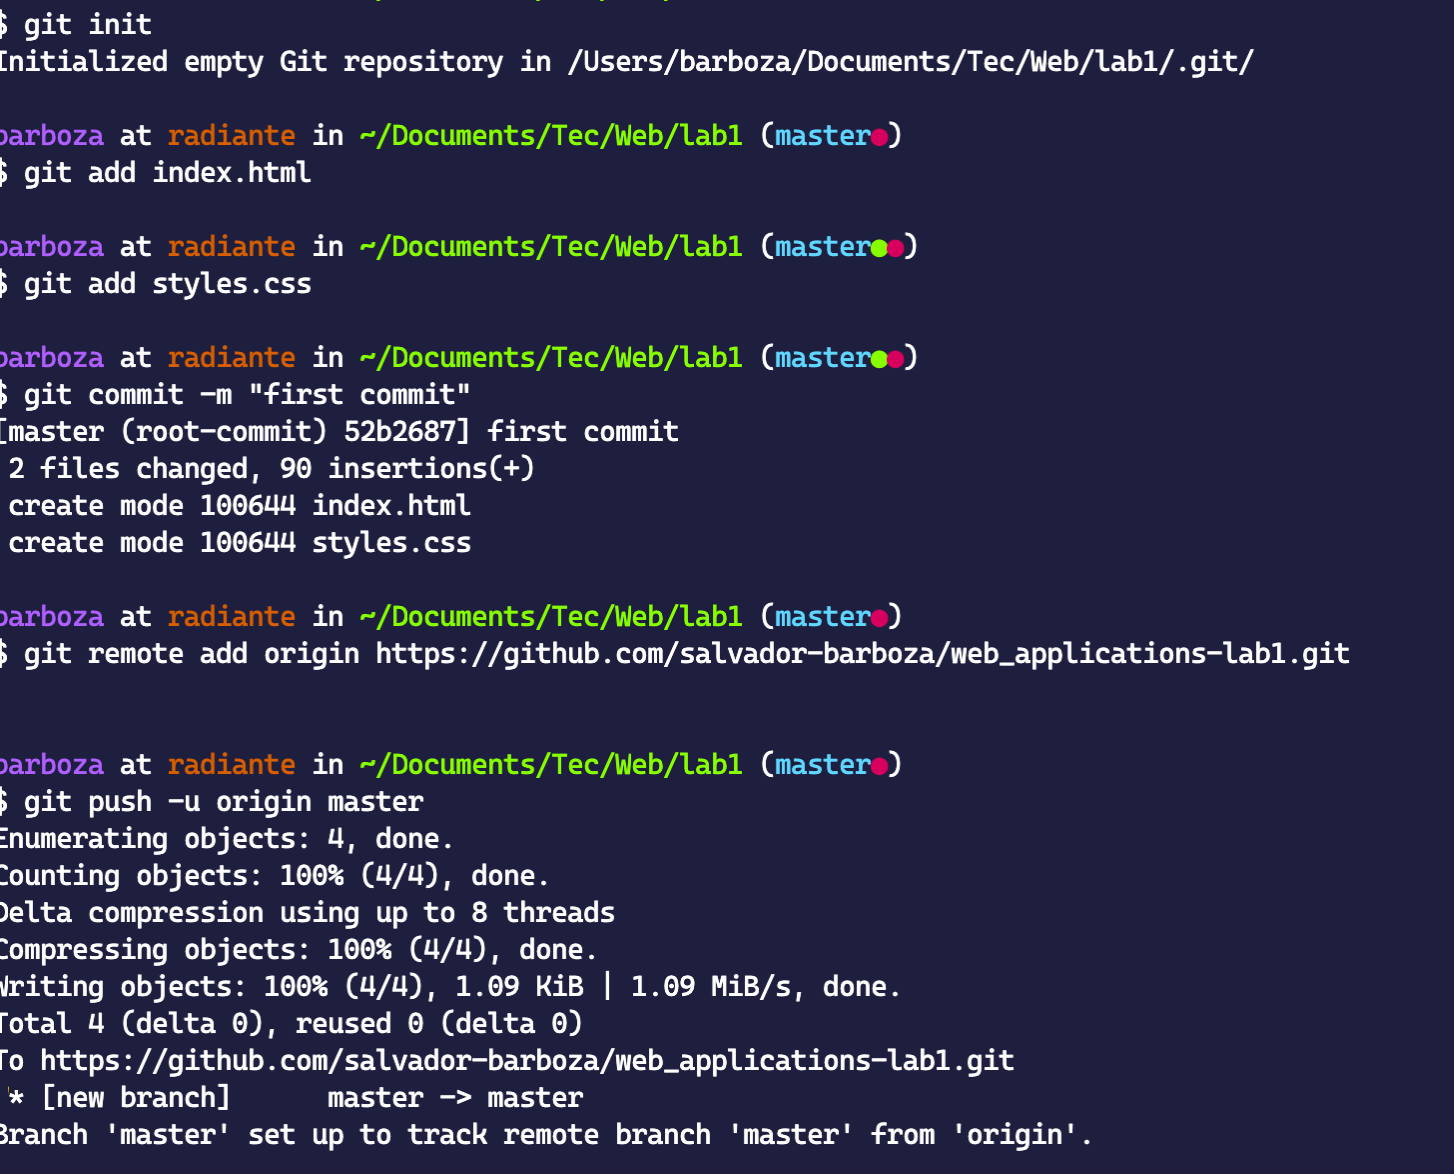 $ git init
Initialized empty Git repository in /Users/barboza/Documents/Tec/Web/lab1/.git/
barboza at radiante in ~/Documents/Tec/Web/lab1 (master●)
$ git add index.html
barboza at radiante in ~/Documents/Tec/Web/lab1 (master●●)
$ git add styles.css
barboza at radiante in ~/Documents/Tec/Web/lab1 (master●●)
$ git commit -m "first commit"
[master (root-commit) 52b2687] first commit
 2 files changed, 90 insertions(+)
 create mode 100644 index.html
 create mode 100644 styles.css
barboza at radiante in ~/Documents/Tec/Web/lab1 (master●)
$ git remote add origin https://github.com/salvador-barboza/web_applications-lab1.git
barboza at radiante in ~/Documents/Tec/Web/lab1 (master●)
$ git push -u origin master
Enumerating objects: 4, done.
Counting objects: 100% (4/4), done.
Delta compression using up to 8 threads
Compressing objects: 100% (4/4), done.
Writing objects: 100% (4/4), 1.09 KiB | 1.09 MiB/s, done.
Total 4 (delta 0), reused 0 (delta 0)
To https://github.com/salvador-barboza/web_applications-lab1.git
 * [new branch]      master -> master
Branch 'master' set up to track remote branch 'master' from 'origin'.